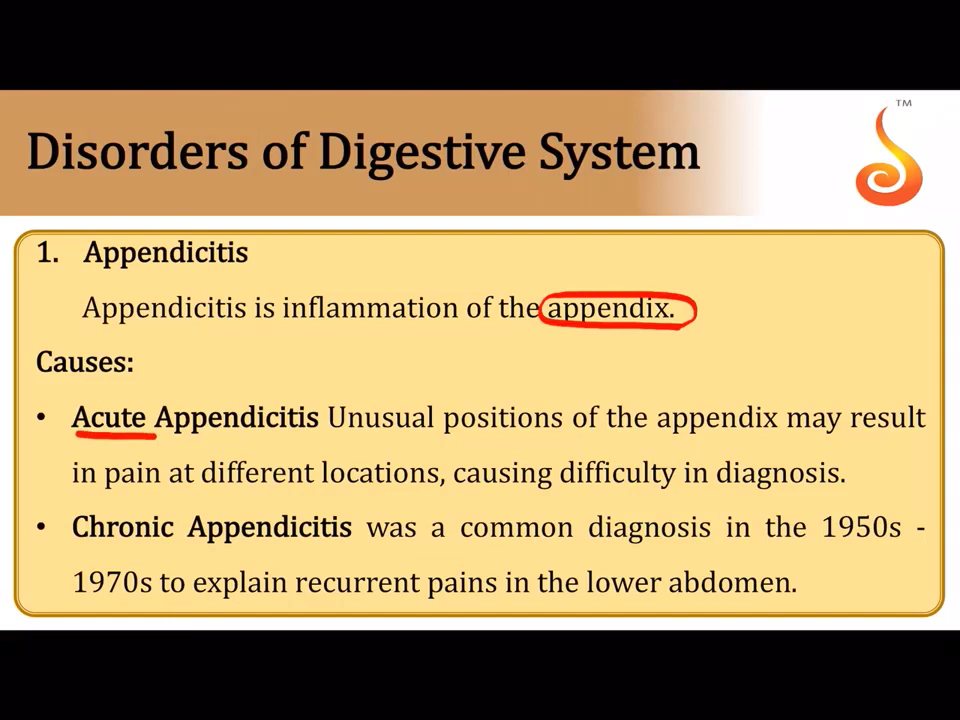 TM
Disorders of Digestive System
1. Appendicitis
Appendicitis is inflammation of the appendix.
Causes:
• Acute Appendicitis Unusual positions of the appendix may result
in pain at different locations, causing difficulty in diagnosis.
• Chronic Appendicitis was a common diagnosis in the 1950s -
1970s to explain recurrent pains in the lower abdomen.